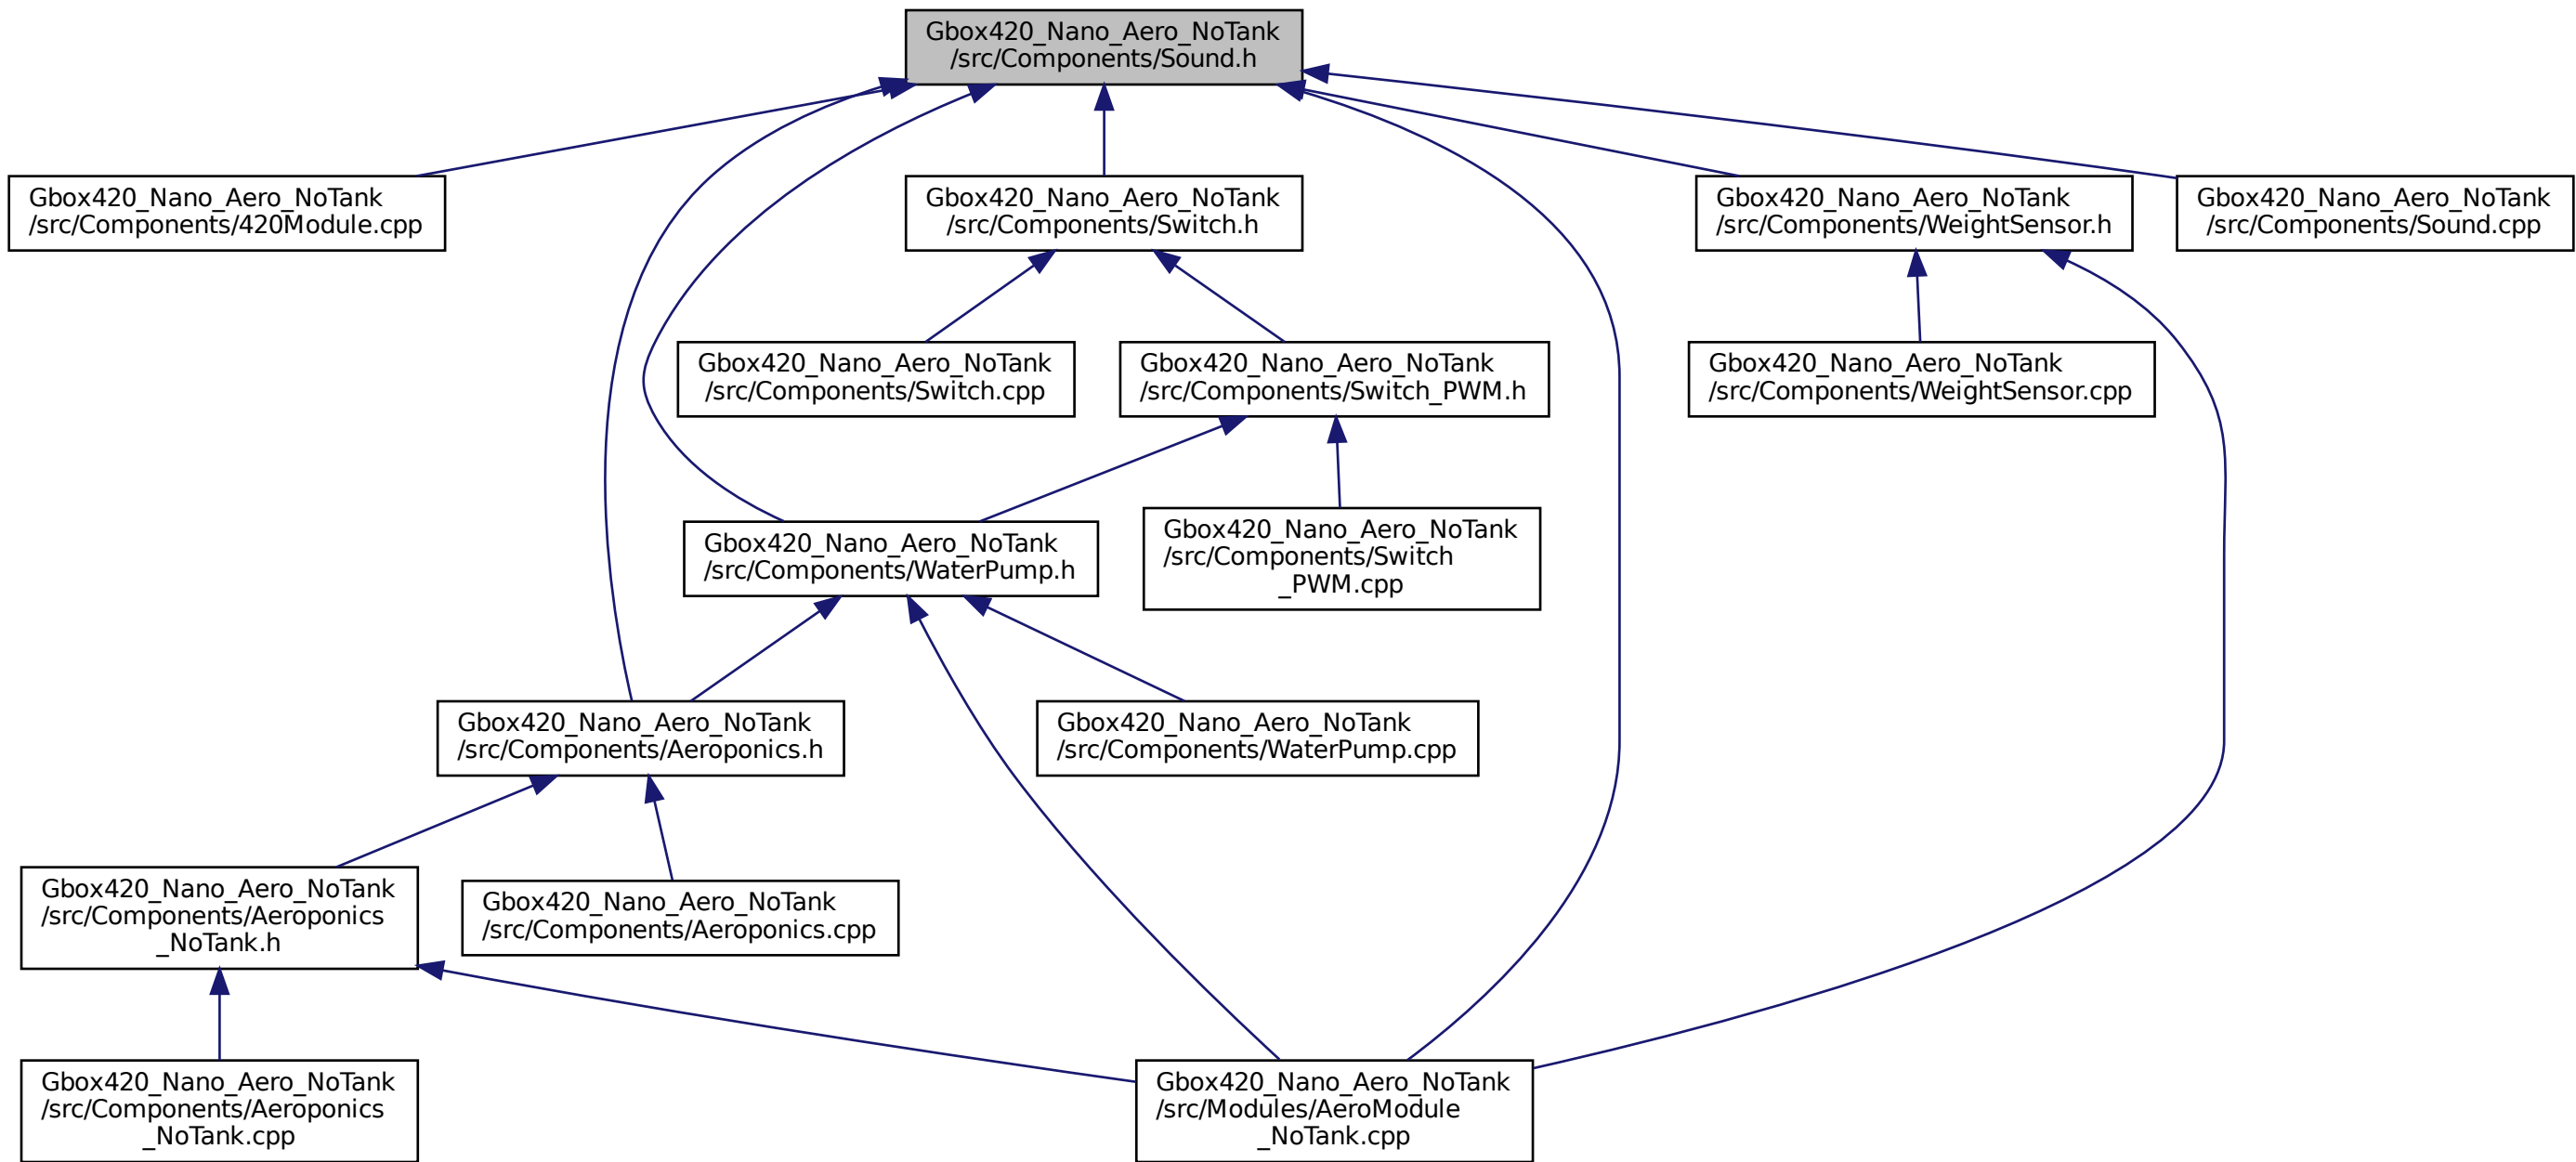 Gbox420_Nano_Aero_NoTank
/src/Components/Sound.h
Gbox420_Nano_Aero_NoTank
/src/Components/420Module.cpp
Gbox420_Nano_Aero_NoTank
/src/Components/Switch.h
Gbox420_Nano_Aero_NoTank
/src/Components/WeightSensor.h
Gbox420_Nano_Aero_NoTank
/src/Components/Sound.cpp
Gbox420_Nano_Aero_NoTank
/src/Components/Switch.cpp
Gbox420_Nano_Aero_NoTank
/src/Components/Switch_PWM.h
Gbox420_Nano_Aero_NoTank
/src/Components/WeightSensor.cpp
Gbox420_Nano_Aero_NoTank
/src/Components/WaterPump.h
Gbox420_Nano_Aero_NoTank
/src/Components/Switch
_PWM.cpp
Gbox420_Nano_Aero_NoTank
/src/Components/Aeroponics.h
Gbox420_Nano_Aero_NoTank
/src/Components/WaterPump.cpp
Gbox420_Nano_Aero_NoTank
/src/Components/Aeroponics
_NoTank.h
Gbox420_Nano_Aero_NoTank
/src/Components/Aeroponics.cpp
Gbox420_Nano_Aero_NoTank
/src/Components/Aeroponics
_NoTank.cpp
Gbox420_Nano_Aero_NoTank
/src/Modules/AeroModule
_NoTank.cpp